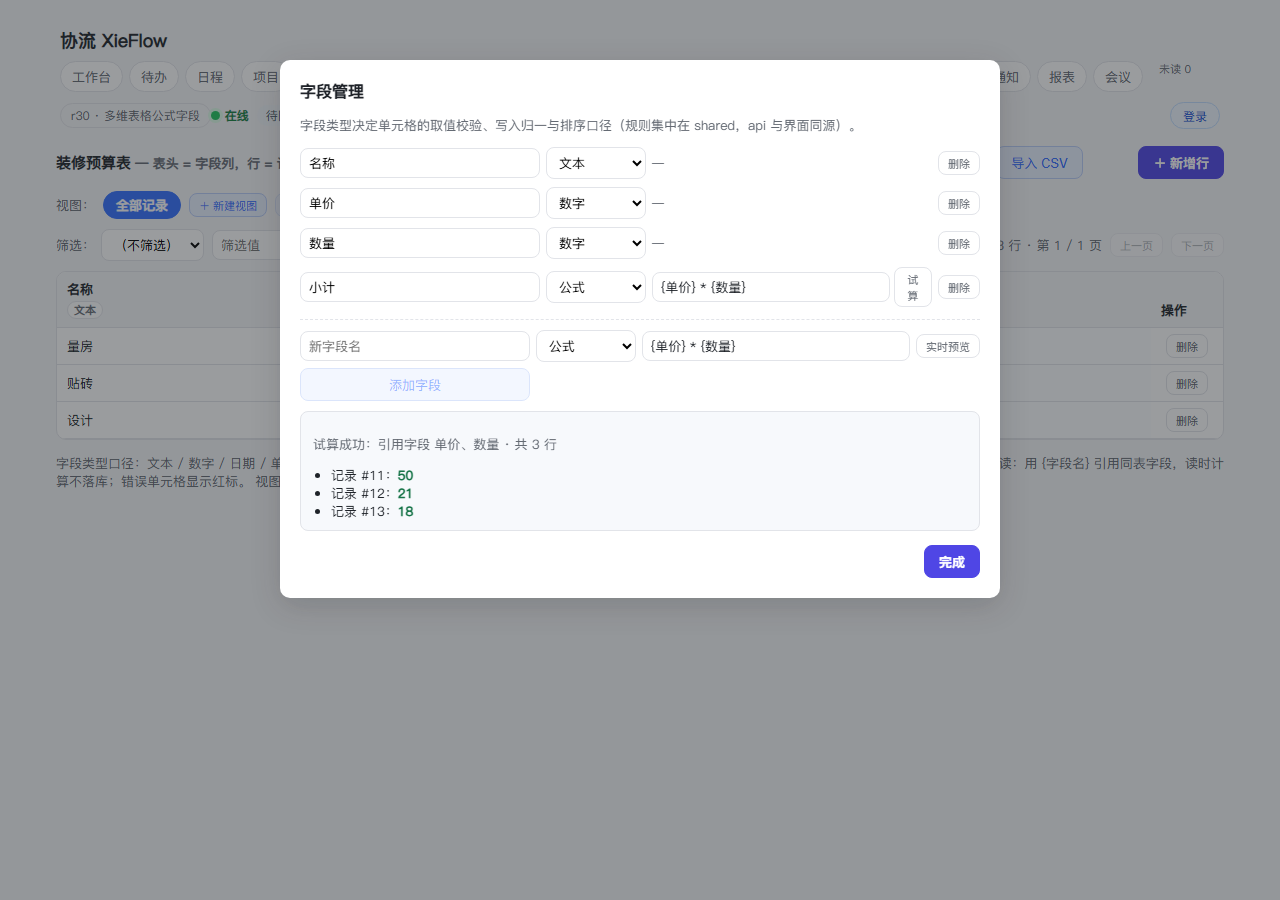 协流 XieFlow
工作台 待办 日程 项目 通知 报表 会议 未读 0
r30 · 多维表格公式字段 在线 登录
装修预算表 — 表头 = 字段列，行 = 导入 CSV ＋ 新增行
视图： 全部记录 ＋ 新建视图
筛选： （不筛选） 筛选值 行 · 第 1 / 1 页 上一页 下一页
名称
文本 操作
量房 删除
贴砖 删除
设计 删除
字段类型口径：文本 / 数字 / 日期 / 读：用 {字段名} 引用同表字段，读时计
算不落库；错误单元格显示红标。 视图
字段管理
字段类型决定单元格的取值校验、写入归一与排序口径（规则集中在 shared，api 与界面同源）。
名称 文本 — 删除
单价 数字 — 删除
数量 数字 — 删除
小计 公式 {单价} * {数量} 试算 删除
新字段名 公式 {单价} * {数量} 实时预览
添加字段
试算成功：引用字段 单价、数量 · 共 3 行
记录 #11：50
记录 #12：21
记录 #13：18
完成